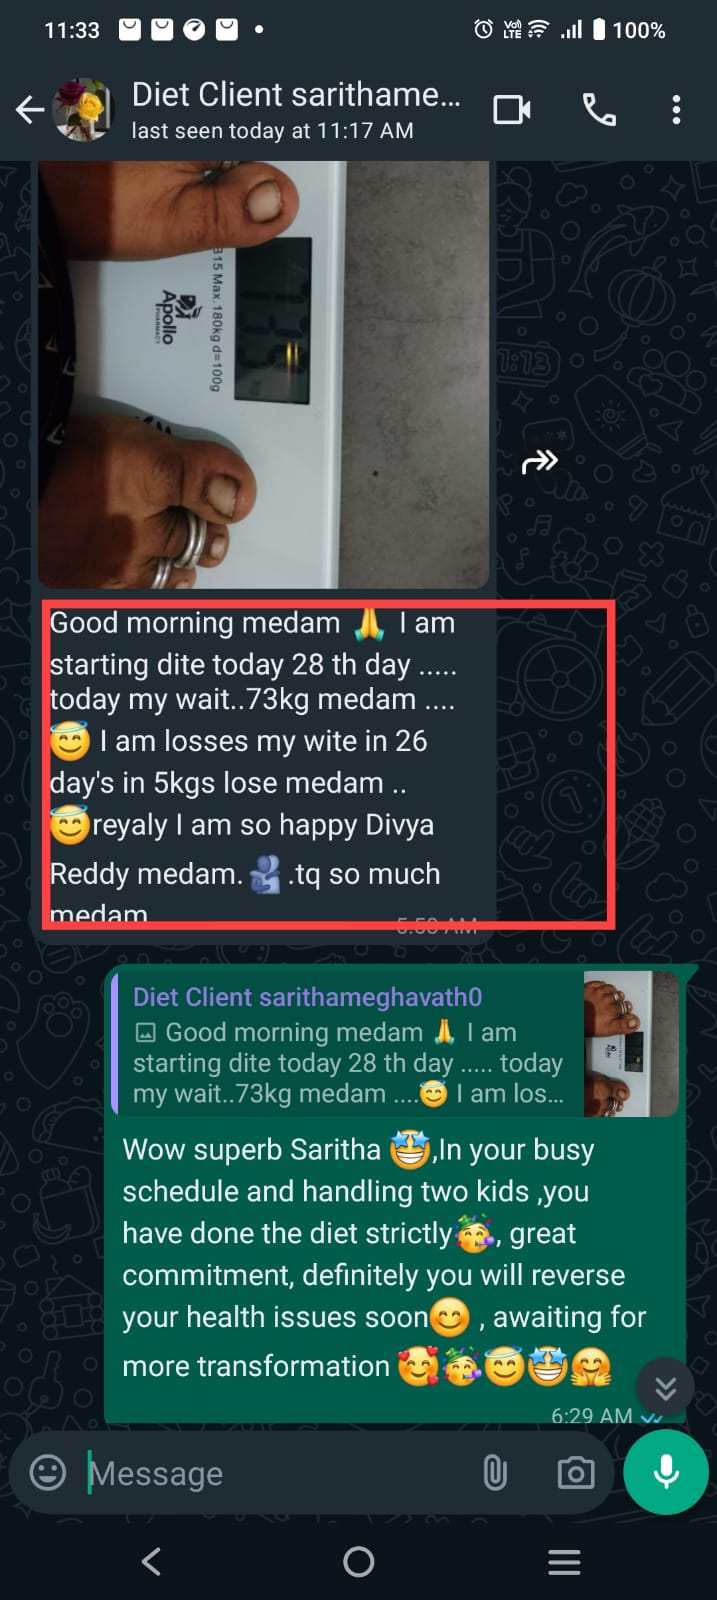 11:33
Vo) LTE 100%
Diet Client sarithame...
last seen today at 11:17 AM
B15 Max.180kg d=100g
Apollo
PHARMACY
Good morning medam 🙏 I am
starting dite today 28 th day .....
today my wait..73kg medam ....
😇 I am losses my wite in 26
day's in 5kgs lose medam ..
😇reyaly I am so happy Divya
Reddy medam.🫂.tq so much
medam
5:53 AM
Diet Client sarithameghavath0
Good morning medam 🙏 I am
starting dite today 28 th day ..... today
my wait..73kg medam ....😇 I am los...
Wow superb Saritha 🤩,In your busy
schedule and handling two kids ,you
have done the diet strictly🥳, great
commitment, definitely you will reverse
your health issues soon😊 , awaiting for
more transformation 🥰🥳😇🤩🤗
6:29 AM
Message